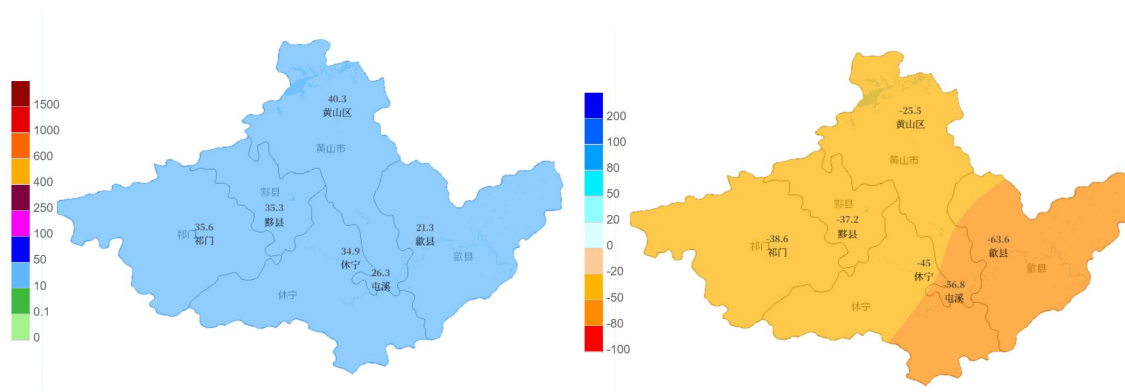 1500
1000
600
400
250
100
50
10
0.1
0
40.3
黄山区
黄山市
黟县
35.3
黟县
35.6
祁门
祁门
34.9
休宁
26.3
屯溪
21.3
歙县
歙县
休宁
200
100
80
50
20
0
-20
-50
-80
-100
-25.5
黄山区
黄山市
黟县
-37.2
黟县
-38.6
祁门
祁门
-45
休宁
-56.8
屯溪
-63.6
歙县
歙县
休宁